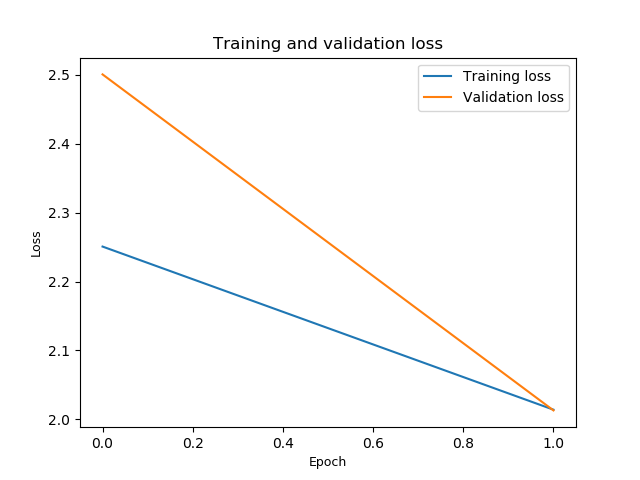 Training and validation loss
Training loss
Validation loss
2.5
2.4
2.3
2.2
2.1
2.0
Loss
0.0 0.2 0.4 0.6 0.8 1.0
Epoch